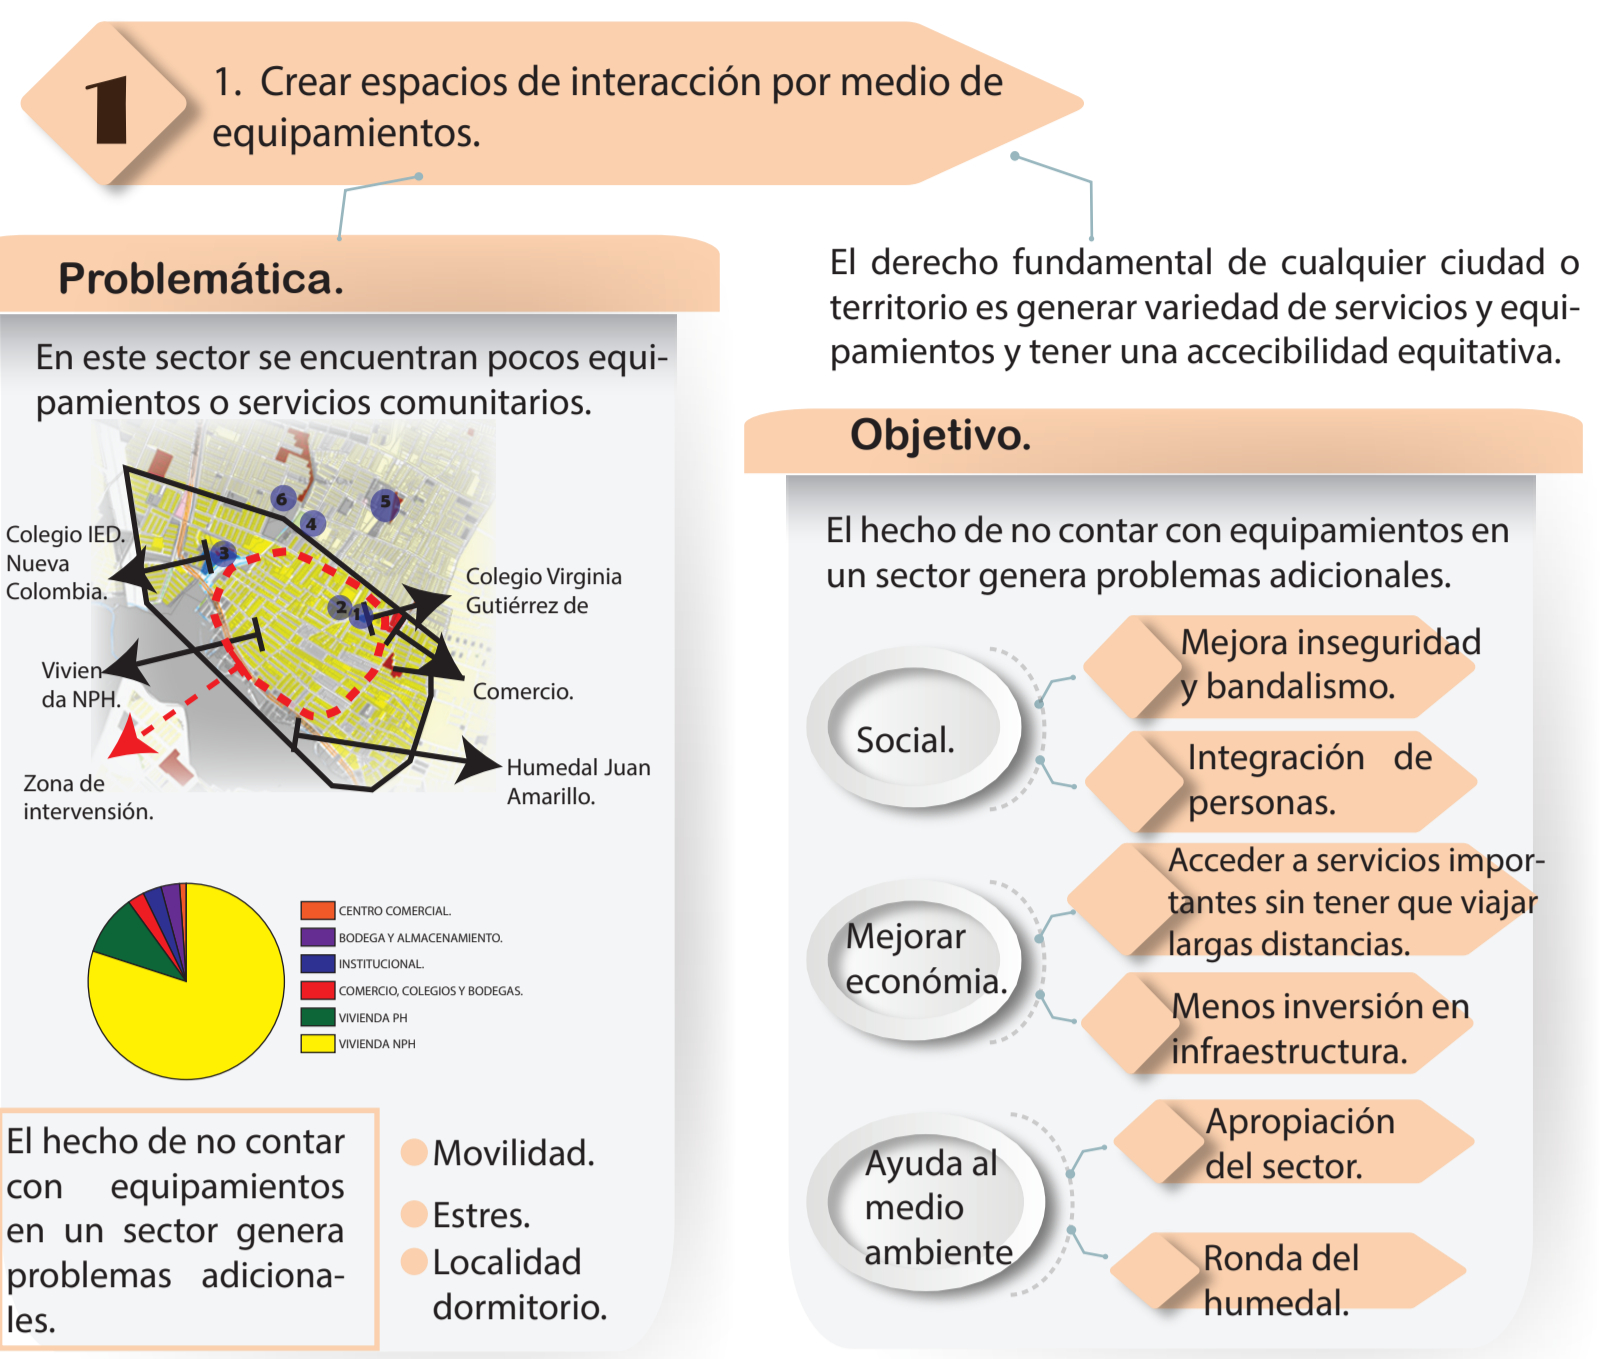 1
1. Crear espacios de interacción por medio de
equipamientos.
Problemática.
En este sector se encuentran pocos equi-
pamientos o servicios comunitarios.
6
5
4
3
2
1
Colegio IED.
Nueva
Colombia.
Colegio Virginia
Gutiérrez de
Vivien-
da NPH.
Comercio.
Zona de
intervensión.
Humedal Juan
Amarillo.
CENTRO COMERCIAL.
BODEGA Y ALMACENAMIENTO.
INSTITUCIONAL.
COMERCIO, COLEGIOS Y BODEGAS.
VIVIENDA PH
VIVIENDA NPH
El hecho de no contar
con equipamientos
en un sector genera
problemas adiciona-
les.
Movilidad.
Estres.
Localidad
dormitorio.
El derecho fundamental de cualquier ciudad o
territorio es generar variedad de servicios y equi-
pamientos y tener una accecibilidad equitativa.
Objetivo.
El hecho de no contar con equipamientos en
un sector genera problemas adicionales.
Social.
Mejora inseguridad
y bandalismo.
Integración de
personas.
Mejorar
económia.
Acceder a servicios impor-
tantes sin tener que viajar
largas distancias.
Menos inversión en
infraestructura.
Ayuda al
medio
ambiente
Apropiación
del sector.
Ronda del
humedal.